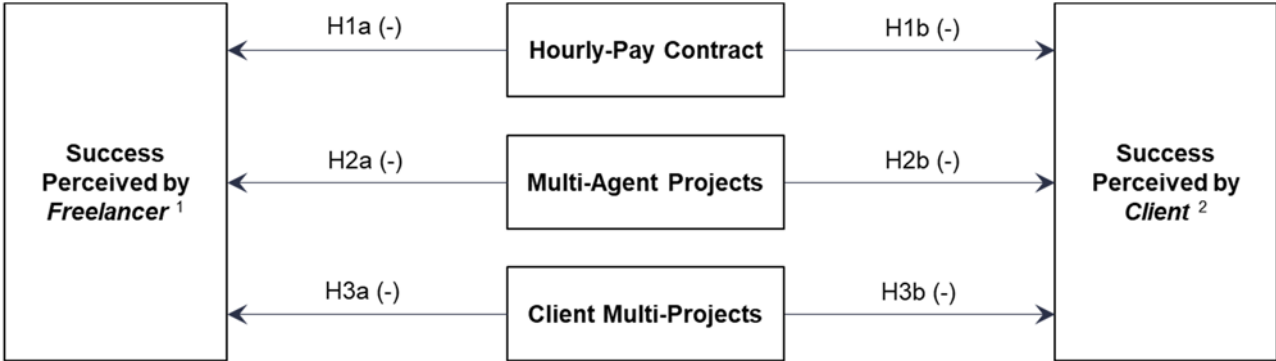 H1a (-)
Hourly-Pay Contract
H1b (-)
Success
Perceived by
Freelancer 1
H2a (-)
Multi-Agent Projects
H2b (-)
Success
Perceived by
Client 2
H3a (-)
Client Multi-Projects
H3b (-)